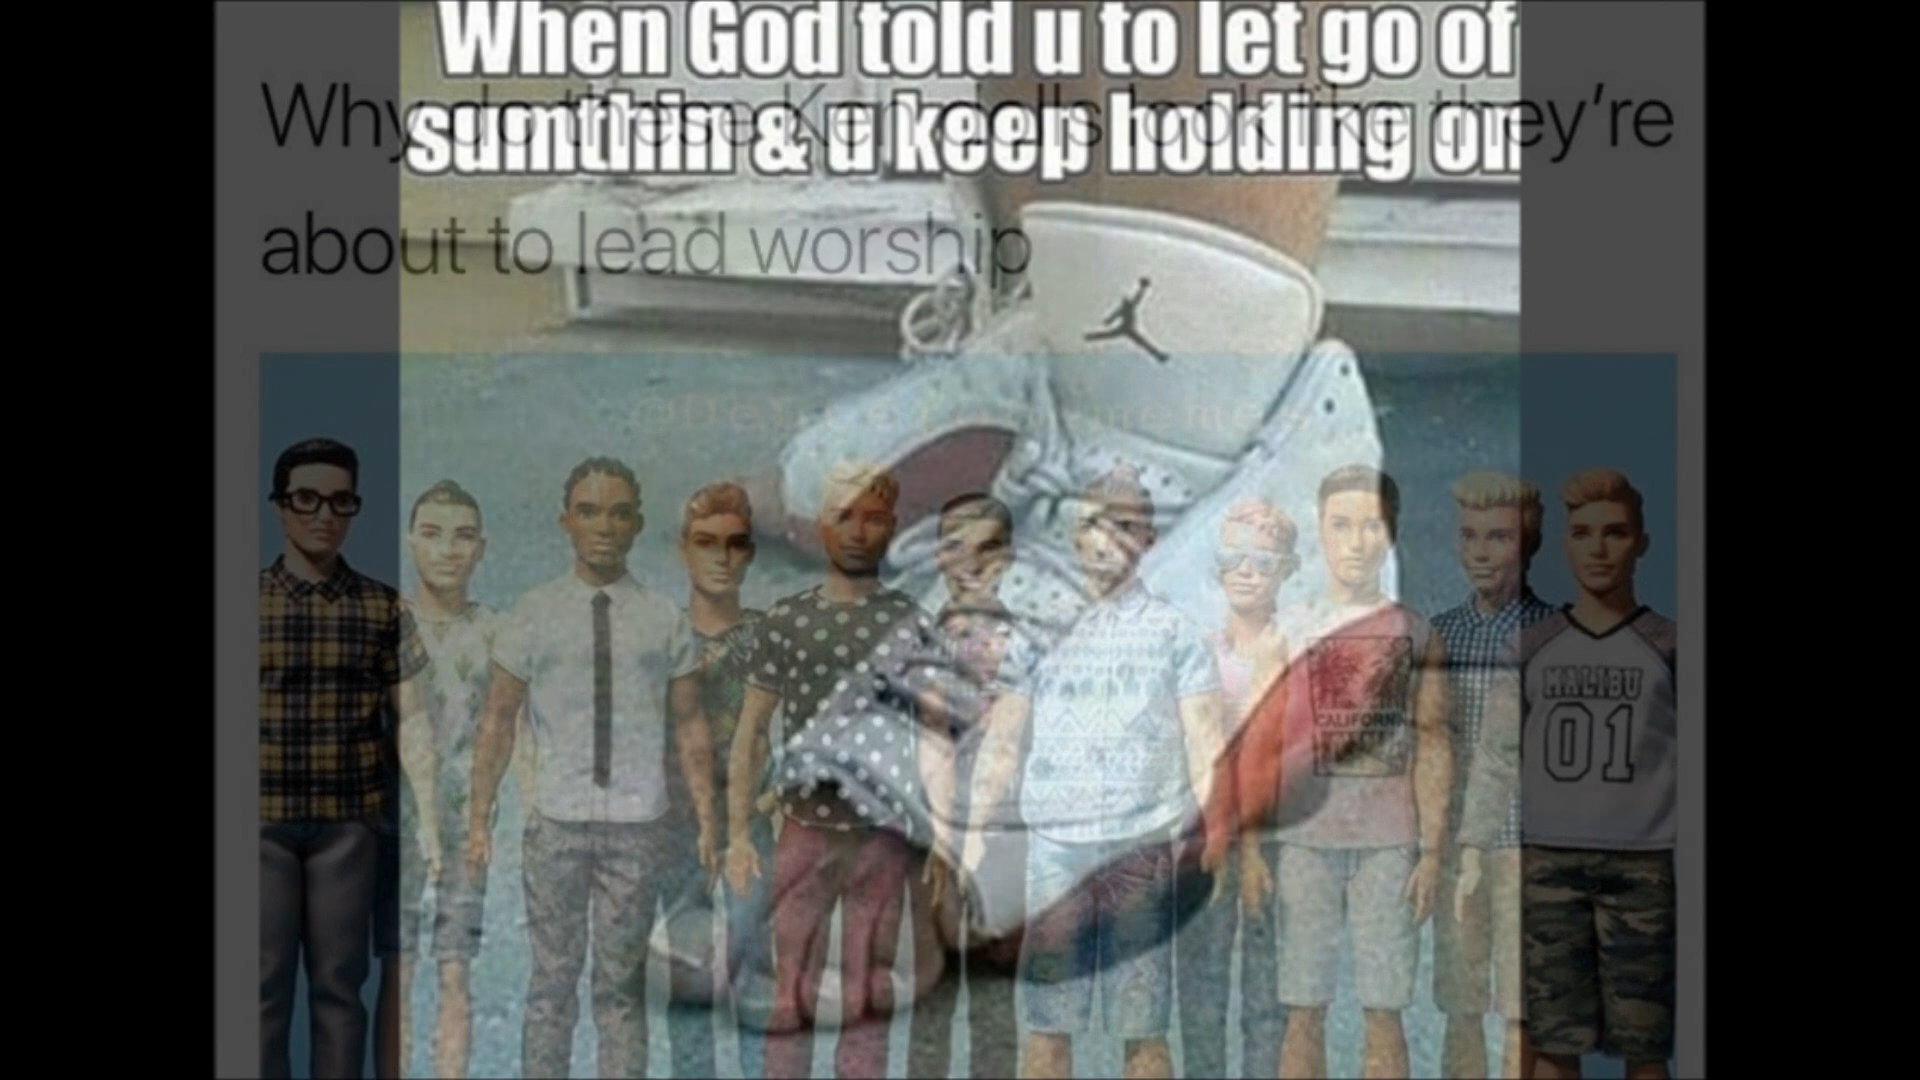 When God told u to let go of
sumthin & u keep holding on
Why do these Ken dolls look like they're
about to lead worship
CALIFORNIA
MALIBU
01